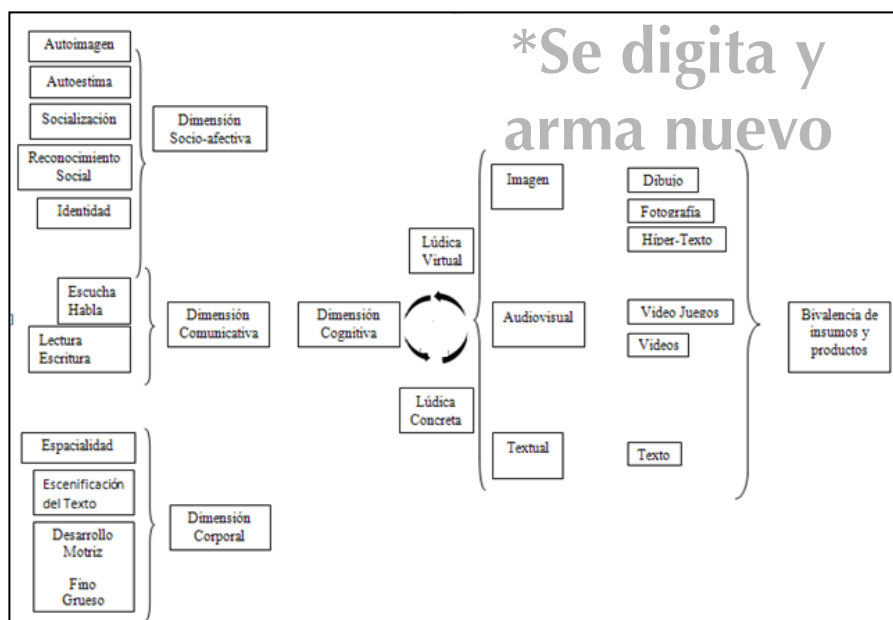 *Se digita y
arma nuevo
Autoimagen
Autoestima
Socialización
Reconocimiento
Social
Identidad
Dimensión
Socio-afectiva
Escucha
Habla
Lectura
Escritura
Dimensión
Comunicativa
Espacialidad
Escenificación
del Texto
Desarrollo
Motriz
Fino
Grueso
Dimensión
Corporal
Dimensión
Cognitiva
Lúdica
Virtual
Lúdica
Concreta
Imagen
Audiovisual
Textual
Dibujo
Fotografía
Híper-Texto
Video Juegos
Videos
Texto
Bivalencia de
insumos y
productos